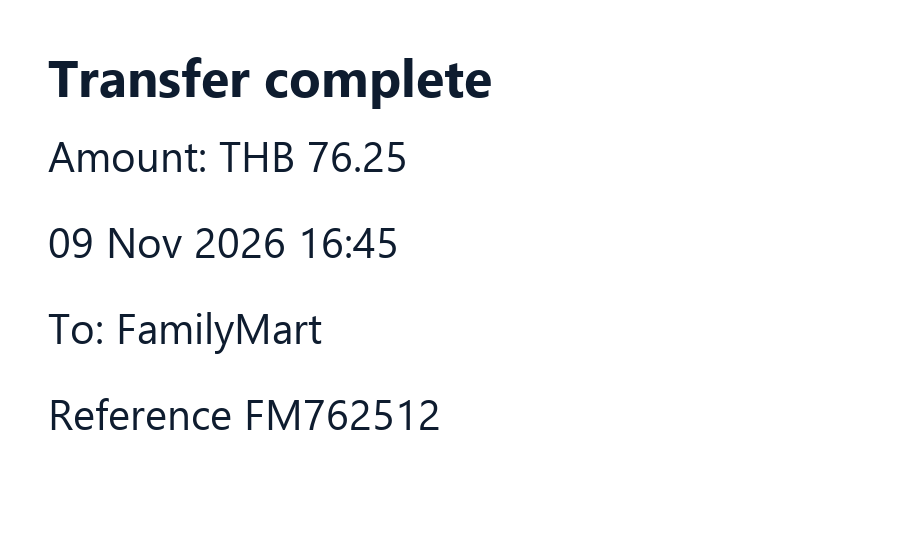 Transfer complete
Amount: THB 76.25
09 Nov 2026 16:45
To: FamilyMart
Reference FM762512